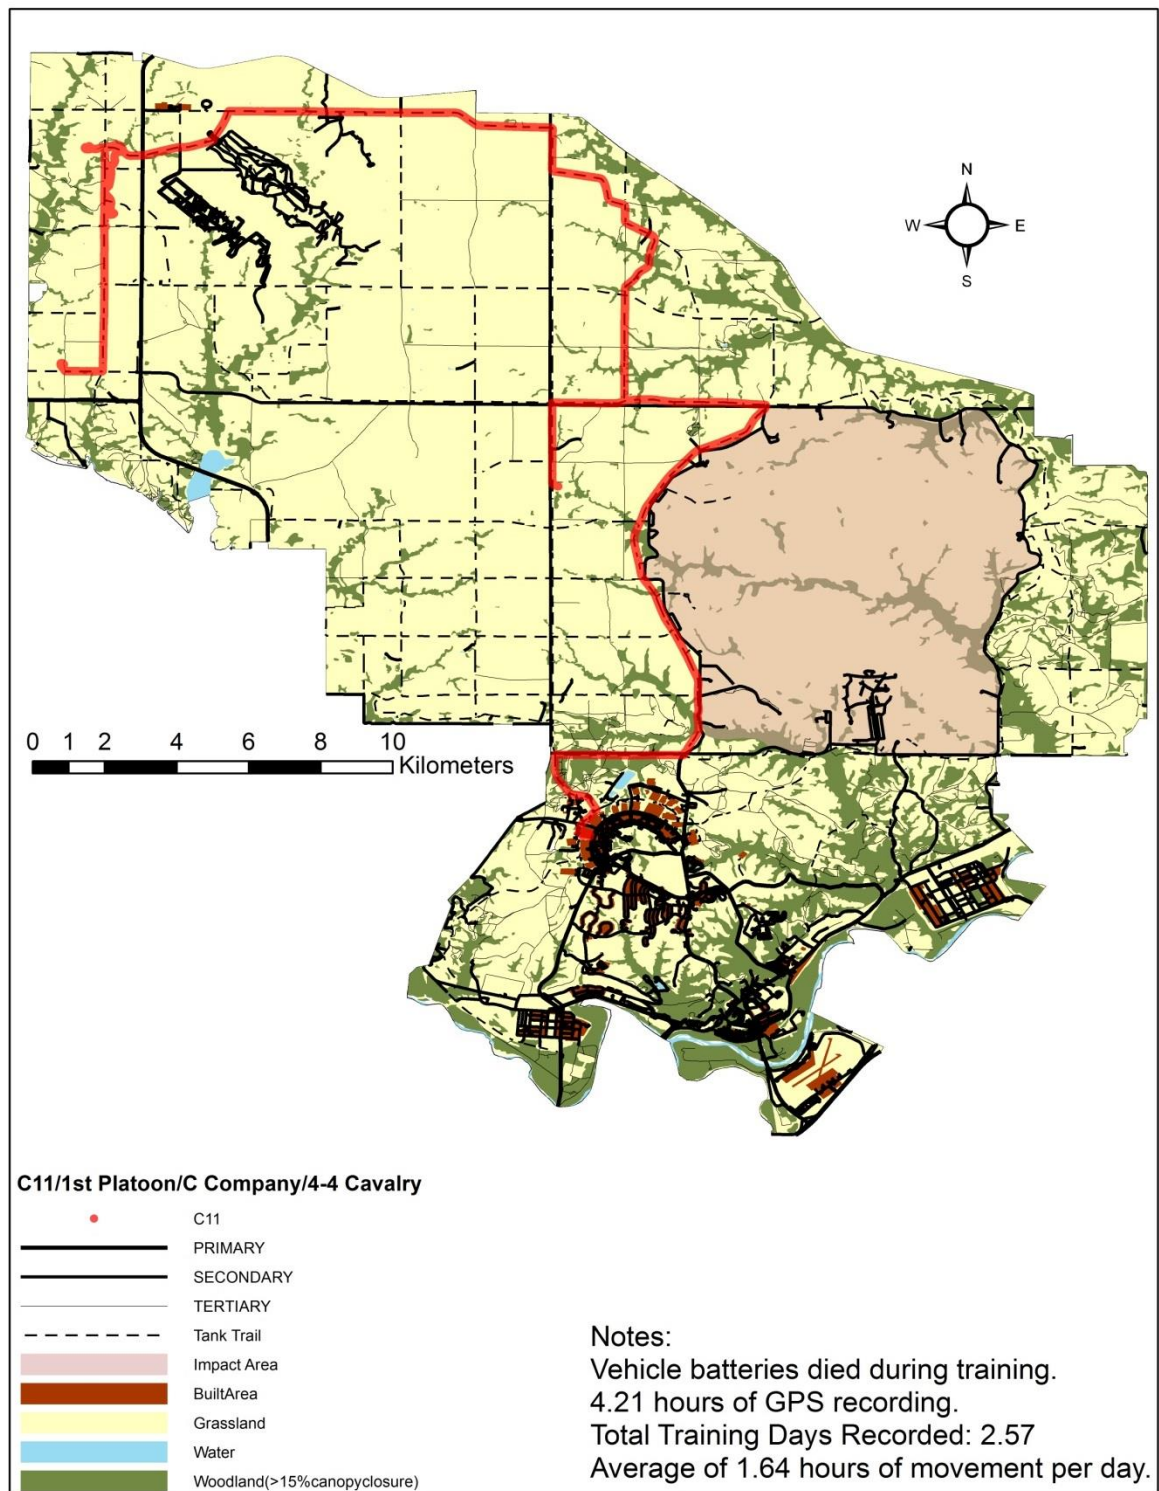 N
W E
S
0 1 2 4 6 8 10
Kilometers
C11/1st Platoon/C Company/4-4 Cavalry
C11
PRIMARY
SECONDARY
TERTIARY
Tank Trail
Impact Area
BuiltArea
Grassland
Water
Woodland(>15%canopyclosure)
Notes:
Vehicle batteries died during training.
4.21 hours of GPS recording.
Total Training Days Recorded: 2.57
Average of 1.64 hours of movement per day.